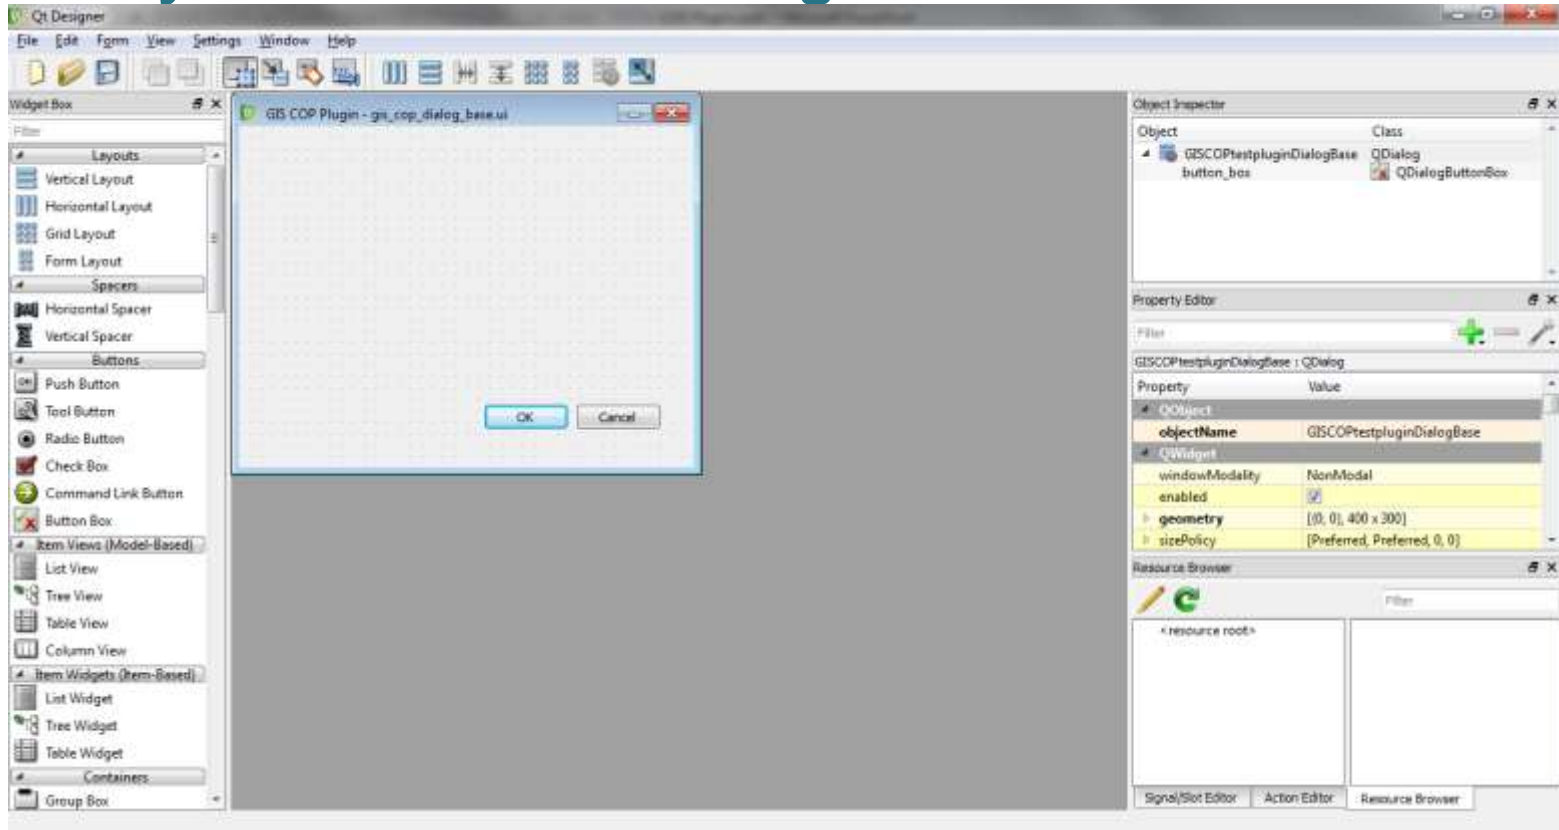 Qt Designer
File Edit Form View Settings Window Help
Widget Box
Filter
Layouts
Vertical Layout
Horizontal Layout
Grid Layout
Form Layout
Spacers
Horizontal Spacer
Vertical Spacer
Buttons
Push Button
Tool Button
Radio Button
Check Box
Command Link Button
Button Box
Item Views (Model-Based)
List View
Tree View
Table View
Column View
Item Widgets (Item-Based)
List Widget
Tree Widget
Table Widget
Containers
Group Box
GIS COP Plugin - gis_cop_dialog_base.ui
OK Cancel
Object Inspector
Object Class
GISCOPtestpluginDialogBase QDialog
button_box QDialogButtonBox
Property Editor
Filter
GISCOPtestpluginDialogBase : QDialog
Property Value
QObject
objectName GISCOPtestpluginDialogBase
QWidget
windowModality NonModal
enabled
geometry [(0, 0), 400 x 300]
sizePolicy [Preferred, Preferred, 0, 0]
Resource Browser
Filter
<resource root>
Signal/Slot Editor Action Editor Resource Browser